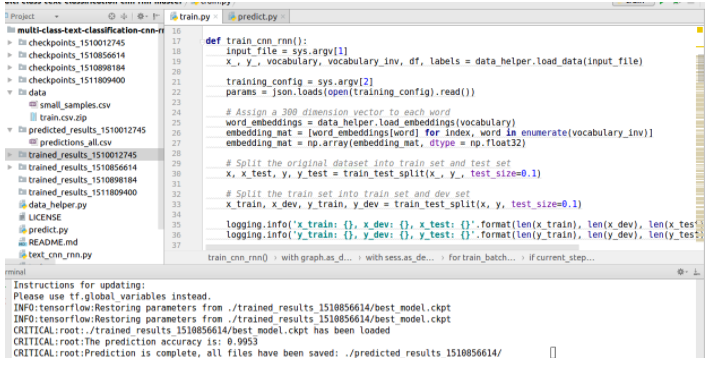 Project
train.py
predict.py
multi-class-text-classification-cnn-rn
checkpoints_1510012745
checkpoints_1510856614
checkpoints_1510898184
checkpoints_1511809400
data
small_samples.csv
train.csv.zip
predicted_results_1510012745
predictions_all.csv
trained_results_1510012745
trained_results_1510856614
trained_results_1510898184
trained_results_1511809400
data_helper.py
LICENSE
predict.py
README.md
text_cnn_rnn.py
16
17 def train_cnn_rnn():
18 input_file = sys.argv[1]
19 x_, y_, vocabulary, vocabulary_inv, df, labels = data_helper.load_data(input_file)
20
21 training_config = sys.argv[2]
22 params = json.loads(open(training_config).read())
23
24 # Assign a 300 dimension vector to each word
25 word_embeddings = data_helper.load_embeddings(vocabulary)
26 embedding_mat = [word_embeddings[word] for index, word in enumerate(vocabulary_inv)]
27 embedding_mat = np.array(embedding_mat, dtype = np.float32)
28
29 # Split the original dataset into train set and test set
30 x, x_test, y, y_test = train_test_split(x_, y_, test_size=0.1)
31
32 # Split the train set into train set and dev set
33 x_train, x_dev, y_train, y_dev = train_test_split(x, y, test_size=0.1)
34
35 logging.info('x_train: {}, x_dev: {}, x_test: {}'.format(len(x_train), len(x_dev), len(x_test
36 logging.info('y_train: {}, y_dev: {}, y_test: {}'.format(len(y_train), len(y_dev), len(y_test
37
train_cnn_rnn() › with graph.as_d... › with sess.as_de... › for train_batch... › if current_step...
rminal
Instructions for updating:
Please use tf.global_variables instead.
INFO:tensorflow:Restoring parameters from ./trained_results_1510856614/best_model.ckpt
INFO:tensorflow:Restoring parameters from ./trained_results_1510856614/best_model.ckpt
CRITICAL:root:./trained_results_1510856614/best_model.ckpt has been loaded
CRITICAL:root:The prediction accuracy is: 0.9953
CRITICAL:root:Prediction is complete, all files have been saved: ./predicted_results_1510856614/